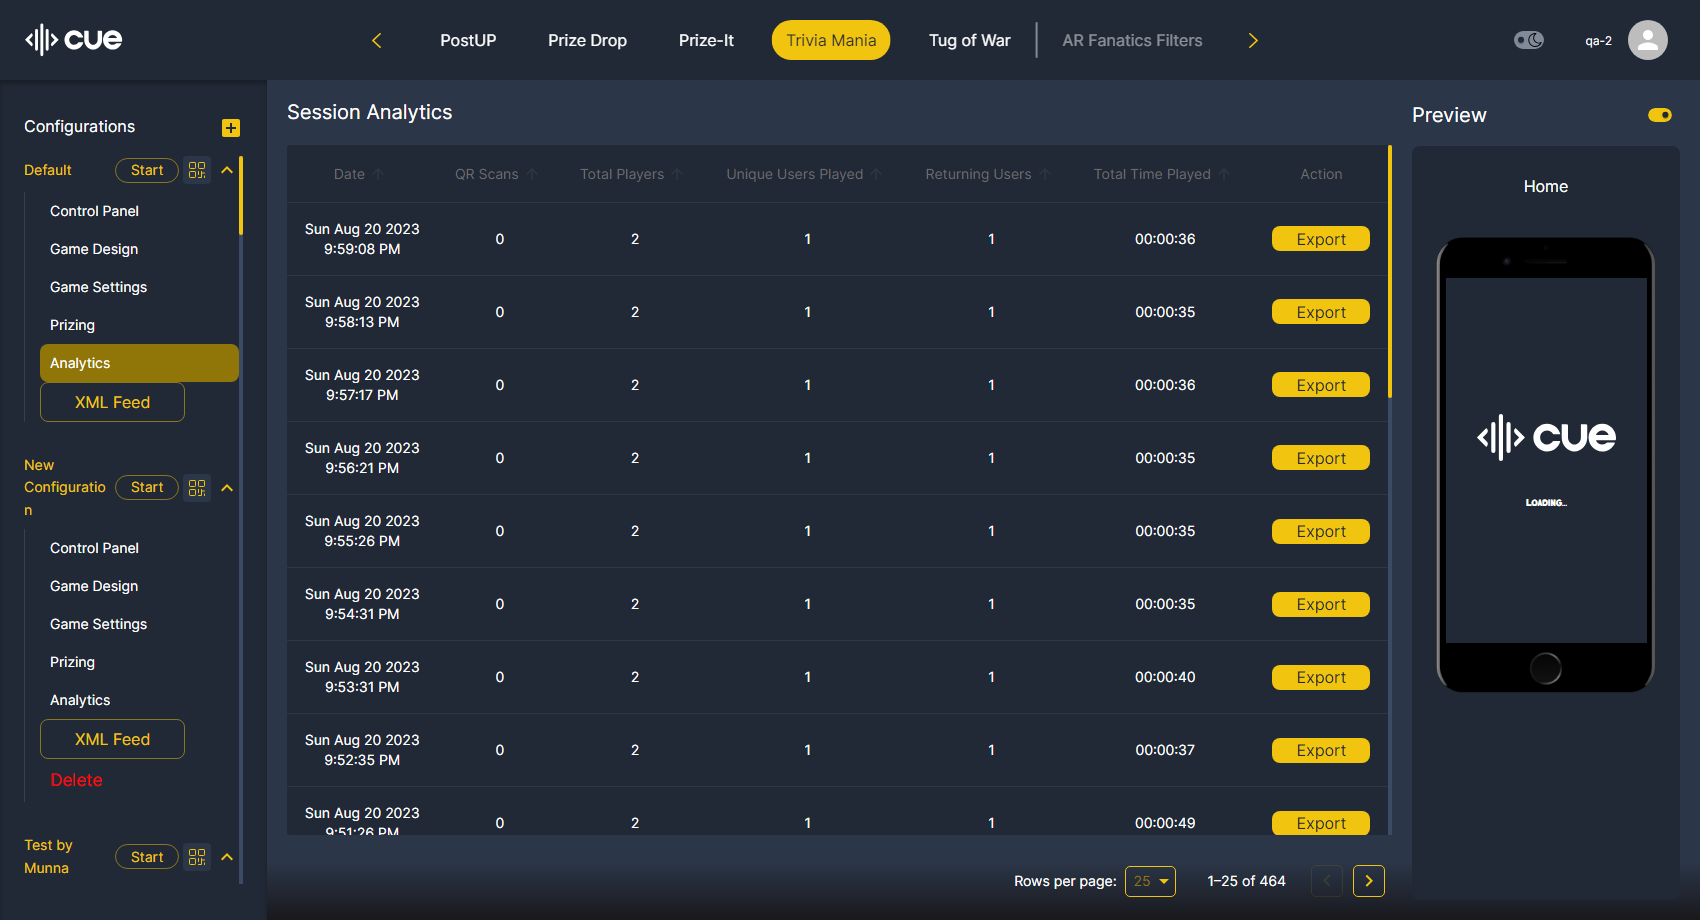 cue
PostUP
Prize Drop
Prize-It
Trivia Mania
Tug of War
AR Fanatics Filters
qa-2
Configurations
Default
Start
Control Panel
Game Design
Game Settings
Prizing
Analytics
XML Feed
New
Configuratio
n
Start
Control Panel
Game Design
Game Settings
Prizing
Analytics
XML Feed
Delete
Test by
Munna
Start
Session Analytics
Date QR Scans Total Players Unique Users Played Returning Users Total Time Played Action
Sun Aug 20 2023
9:59:08 PM 0 2 1 1 00:00:36 Export
Sun Aug 20 2023
9:58:13 PM 0 2 1 1 00:00:35 Export
Sun Aug 20 2023
9:57:17 PM 0 2 1 1 00:00:36 Export
Sun Aug 20 2023
9:56:21 PM 0 2 1 1 00:00:35 Export
Sun Aug 20 2023
9:55:26 PM 0 2 1 1 00:00:35 Export
Sun Aug 20 2023
9:54:31 PM 0 2 1 1 00:00:35 Export
Sun Aug 20 2023
9:53:31 PM 0 2 1 1 00:00:40 Export
Sun Aug 20 2023
9:52:35 PM 0 2 1 1 00:00:37 Export
Sun Aug 20 2023
9:51:26 PM 0 2 1 1 00:00:49 Export
Rows per page: 25 1–25 of 464
Preview
Home
cue
LOADING...